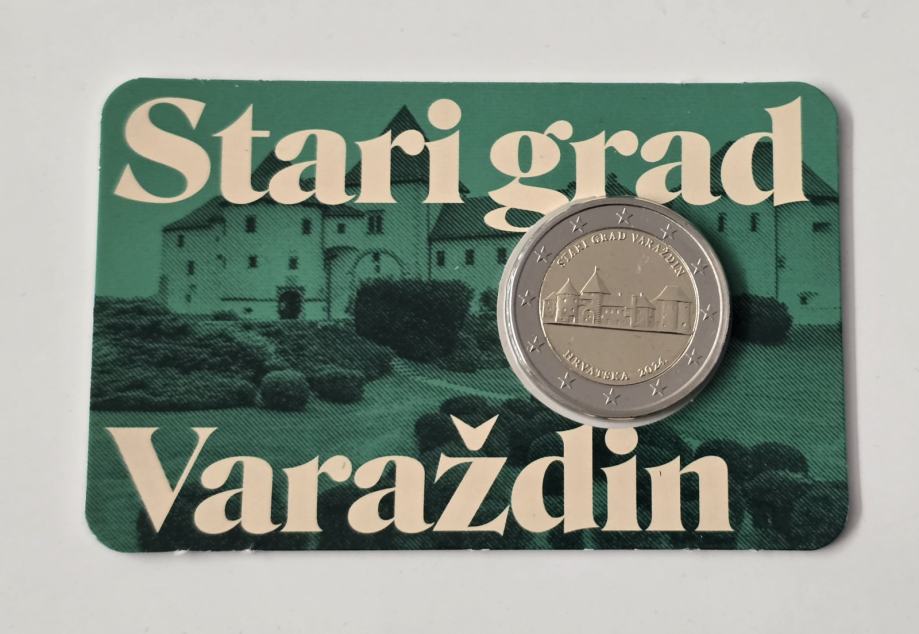 Stari grad
STARI GRAD VARAŽDIN
HRVATSKA 2024.
Varaždin